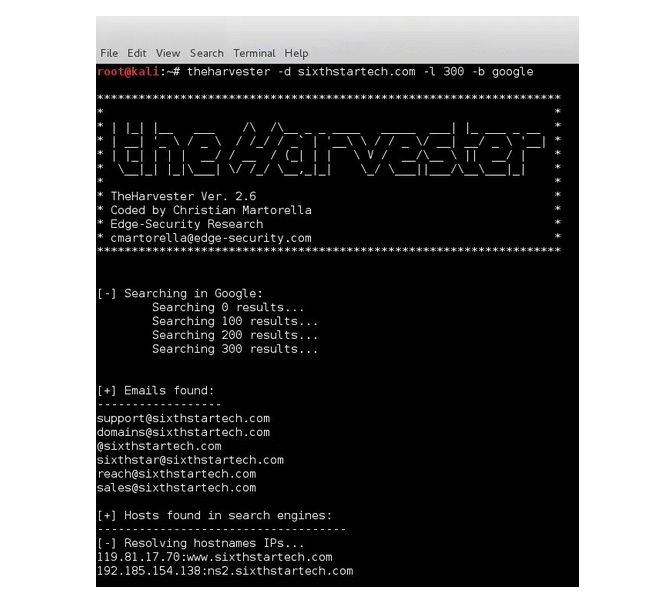 File Edit View Search Terminal Help
root@kali:~# theharvester -d sixthstartech.com -l 300 -b google
*******************************************************************
* *
* theHarvester *
* *
* TheHarvester Ver. 2.6 *
* Coded by Christian Martorella *
* Edge-Security Research *
* cmartorella@edge-security.com *
*******************************************************************
[-] Searching in Google:
Searching 0 results...
Searching 100 results...
Searching 200 results...
Searching 300 results...
[+] Emails found:
------------------
support@sixthstartech.com
domains@sixthstartech.com
@sixthstartech.com
sixthstar@sixthstartech.com
reach@sixthstartech.com
sales@sixthstartech.com
[+] Hosts found in search engines:
------------------------------------
[-] Resolving hostnames IPs...
119.81.17.70:www.sixthstartech.com
192.185.154.138:ns2.sixthstartech.com